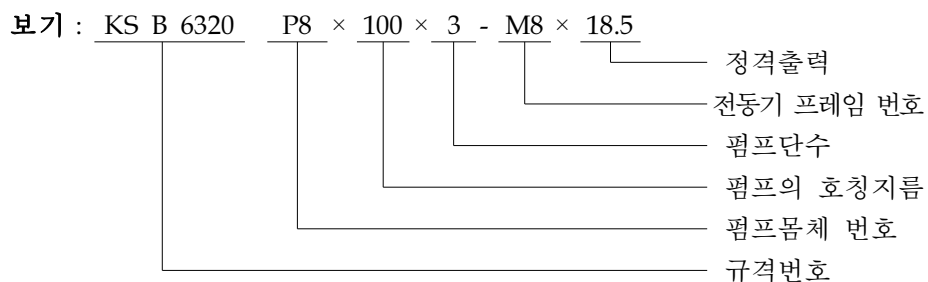 보기 : KS B 6320 P8 × 100 × 3 - M8 × 18.5
정격출력
전동기 프레임 번호
펌프단수
펌프의 호칭지름
펌프몸체 번호
규격번호